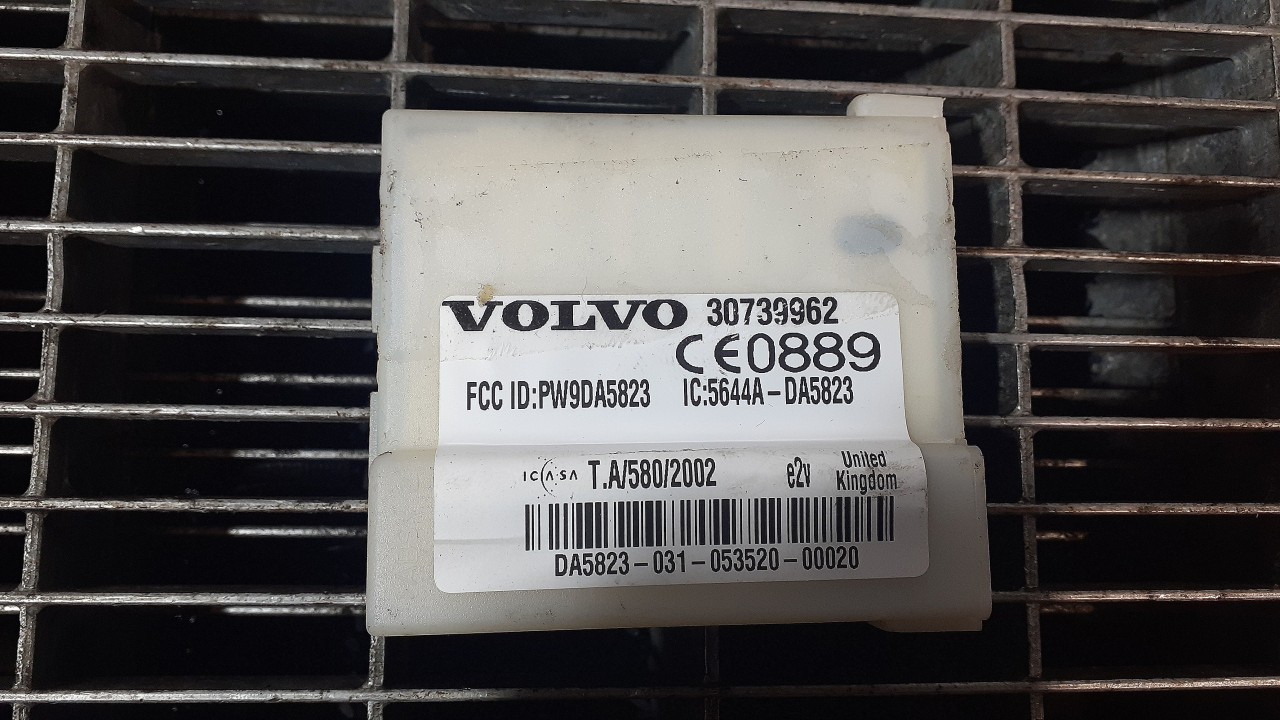 VOLVO 30739962
CE0889
FCC ID:PW9DA5823 IC:5644A-DA5823
ICASA T.A/580/2002 e2v United Kingdom
DA5823-031-053520-00020